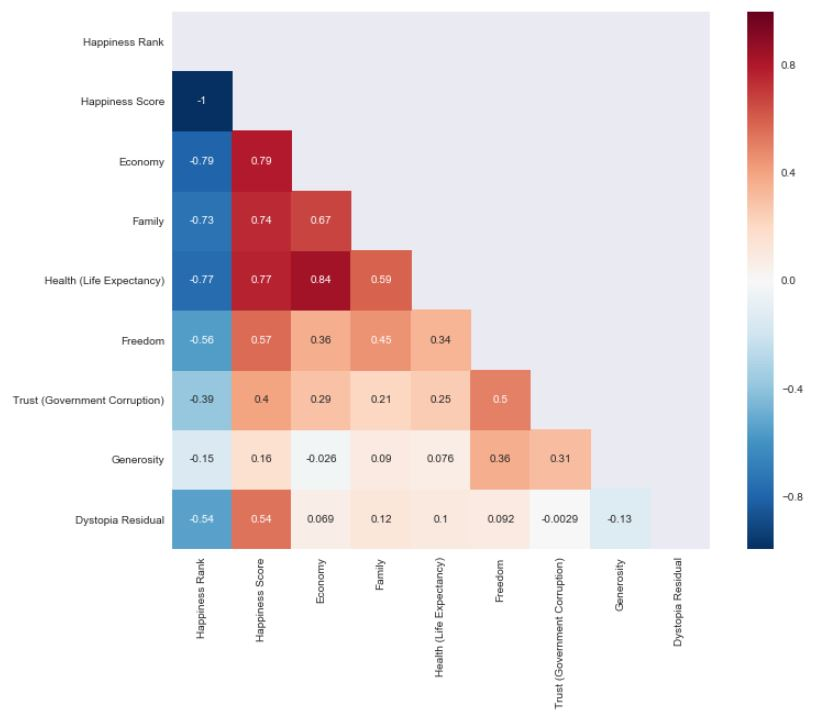 Happiness Rank
Happiness Score -1
Economy -0.79 0.79
Family -0.73 0.74 0.67
Health (Life Expectancy) -0.77 0.77 0.84 0.59
Freedom -0.56 0.57 0.36 0.45 0.34
Trust (Government Corruption) -0.39 0.4 0.29 0.21 0.25 0.5
Generosity -0.15 0.16 -0.026 0.09 0.076 0.36 0.31
Dystopia Residual -0.54 0.54 0.069 0.12 0.1 0.092 -0.0029 -0.13
Happiness Rank
Happiness Score
Economy
Family
Health (Life Expectancy)
Freedom
Trust (Government Corruption)
Generosity
Dystopia Residual
0.8
0.4
0.0
−0.4
−0.8